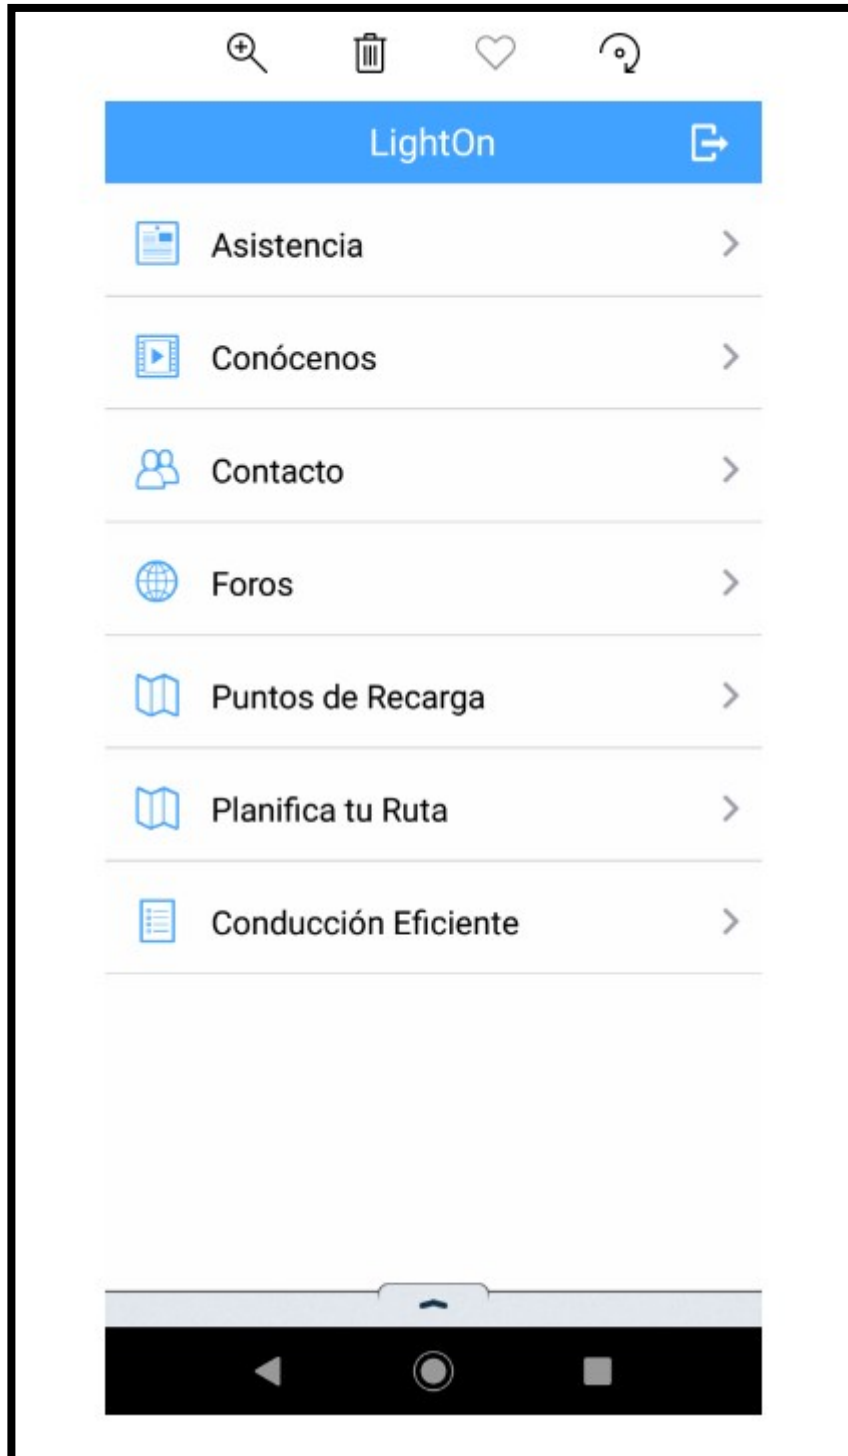 LightOn
Asistencia
Conócenos
Contacto
Foros
Puntos de Recarga
Planifica tu Ruta
Conducción Eficiente